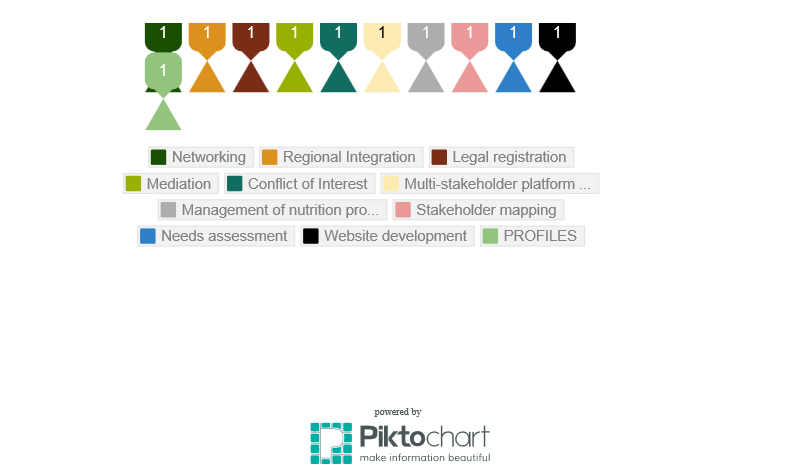 1 1 1 1 1 1 1 1 1 1
1
Networking Regional Integration Legal registration
Mediation Conflict of Interest Multi-stakeholder platform ...
Management of nutrition pro... Stakeholder mapping
Needs assessment Website development PROFILES
powered by
Piktochart
make information beautiful